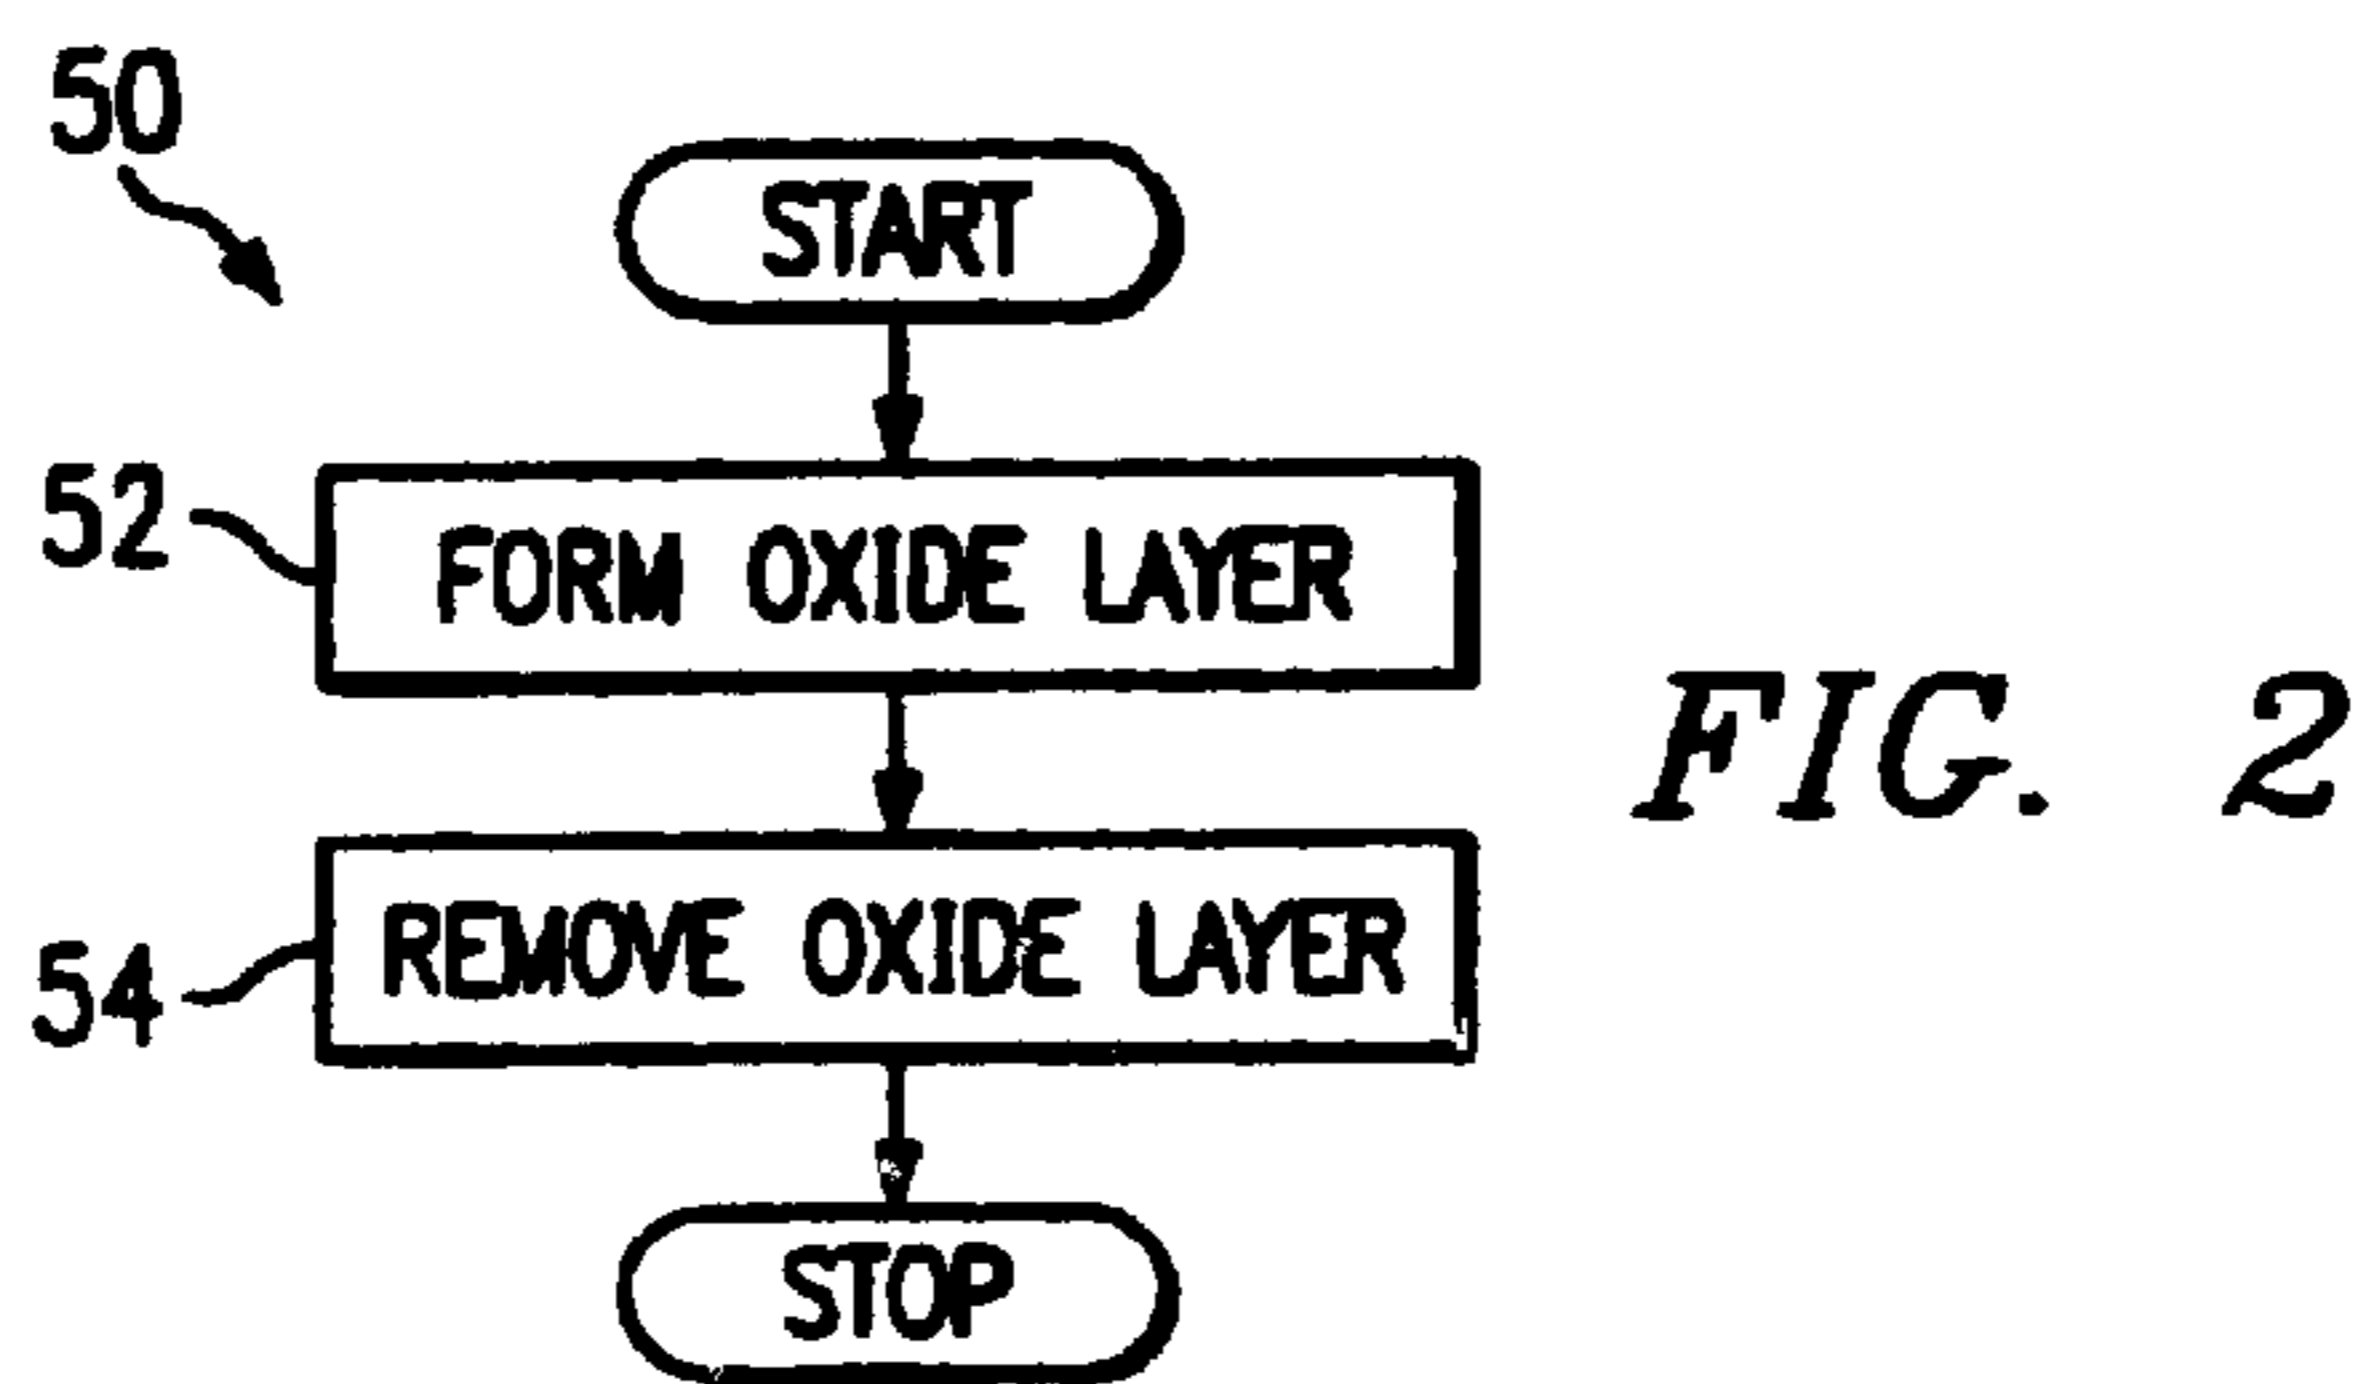 50
START
52
FORM OXIDE LAYER
FIG. 2
REMOVE OXIDE LAYER
54
STOP